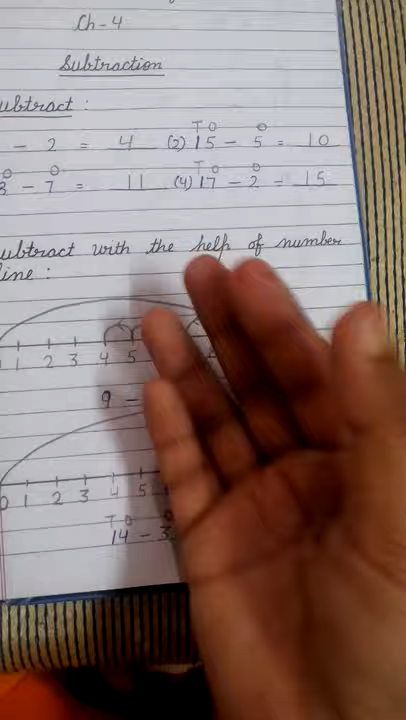 Ch-4
Subtraction
ubtract :
- 2 = 4 (2) 15 - 5 = 10
T O O
8 - 7 = 11 (4) 17 - 2 = 15
O O T O O
ubtract with the help of number
line :
1 2 3 4 5
9 -
0 1 2 3 4 5
T O
14 - 3